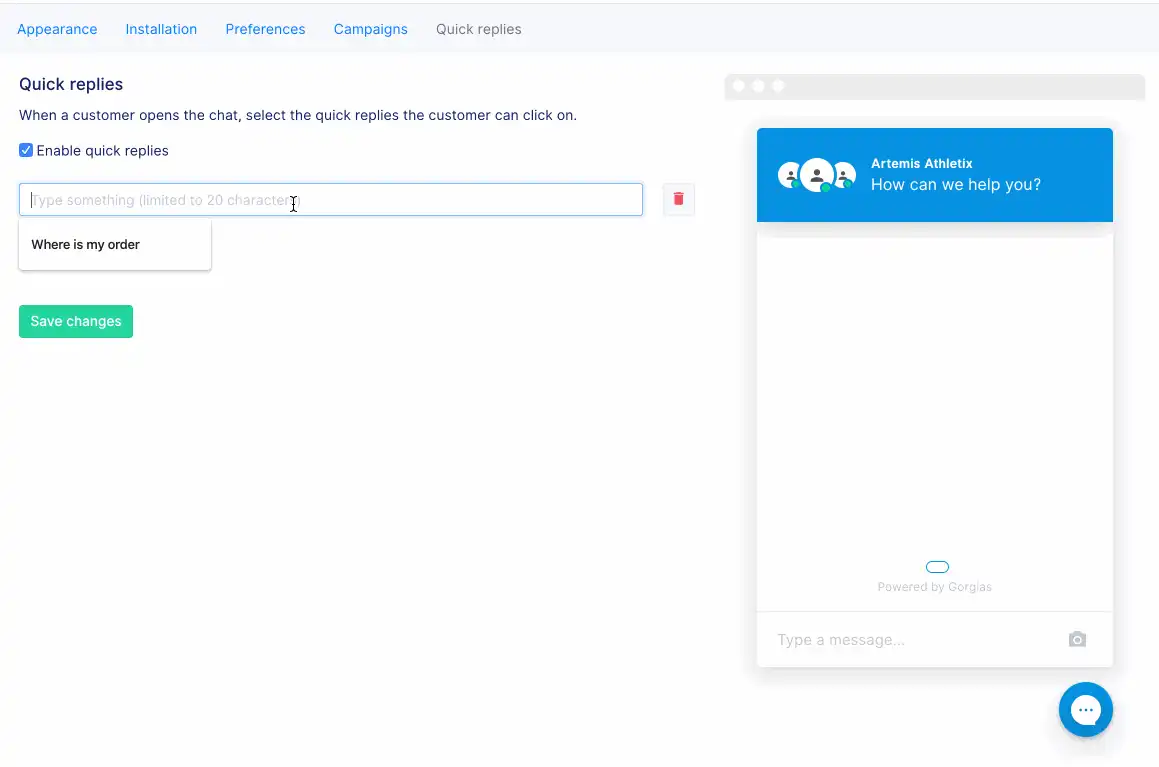 Appearance Installation Preferences Campaigns Quick replies
Quick replies
When a customer opens the chat, select the quick replies the customer can click on.
Enable quick replies
Type something (limited to 20 characters)
Where is my order
Save changes
Artemis Athletix
How can we help you?
Powered by Gorgias
Type a message...